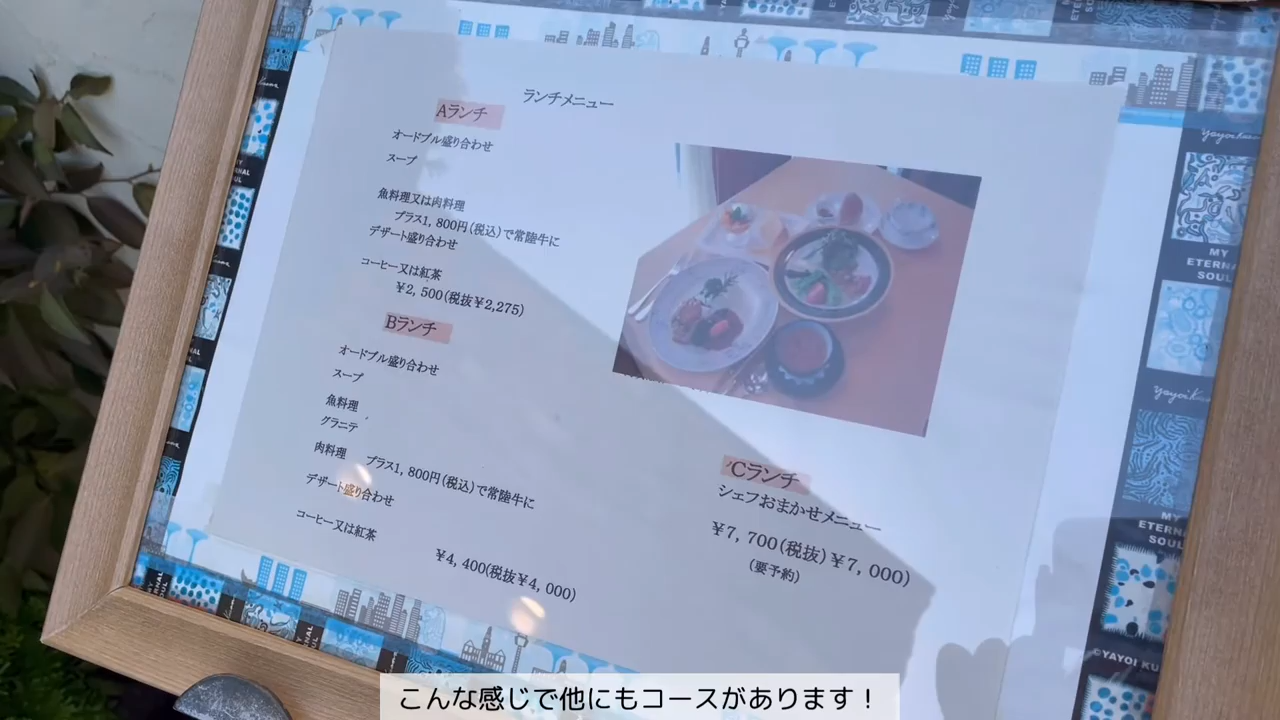 ランチメニュー
Aランチ
オードブル盛り合わせ
スープ
魚料理又は肉料理
プラス1,800円(税込)で常陸牛に
デザート盛り合わせ
コーヒー又は紅茶
￥2,500(税抜￥2,275)
Bランチ
オードブル盛り合わせ
スープ
魚料理
グラニテ
肉料理 プラス1,800円(税込)で常陸牛に
デザート盛り合わせ
コーヒー又は紅茶
￥4,400(税抜￥4,000)
Cランチ
シェフおまかせメニュー
￥7,700(税抜)￥7,000)
(要予約)
MY
ETERNAL
SOUL
MY
ETERNAL
SOUL
©YAYOI KU
こんな感じで他にもコースがあります！